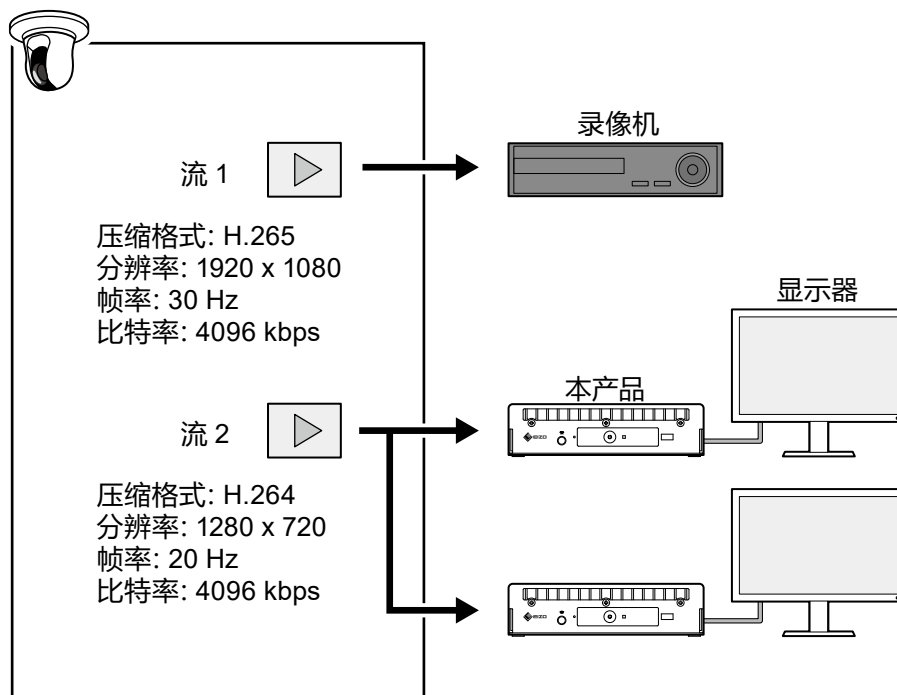 流 1
压缩格式: H.265
分辨率: 1920 x 1080
帧率: 30 Hz
比特率: 4096 kbps
录像机
显示器
本产品
EIZO
流 2
压缩格式: H.264
分辨率: 1280 x 720
帧率: 20 Hz
比特率: 4096 kbps
EIZO